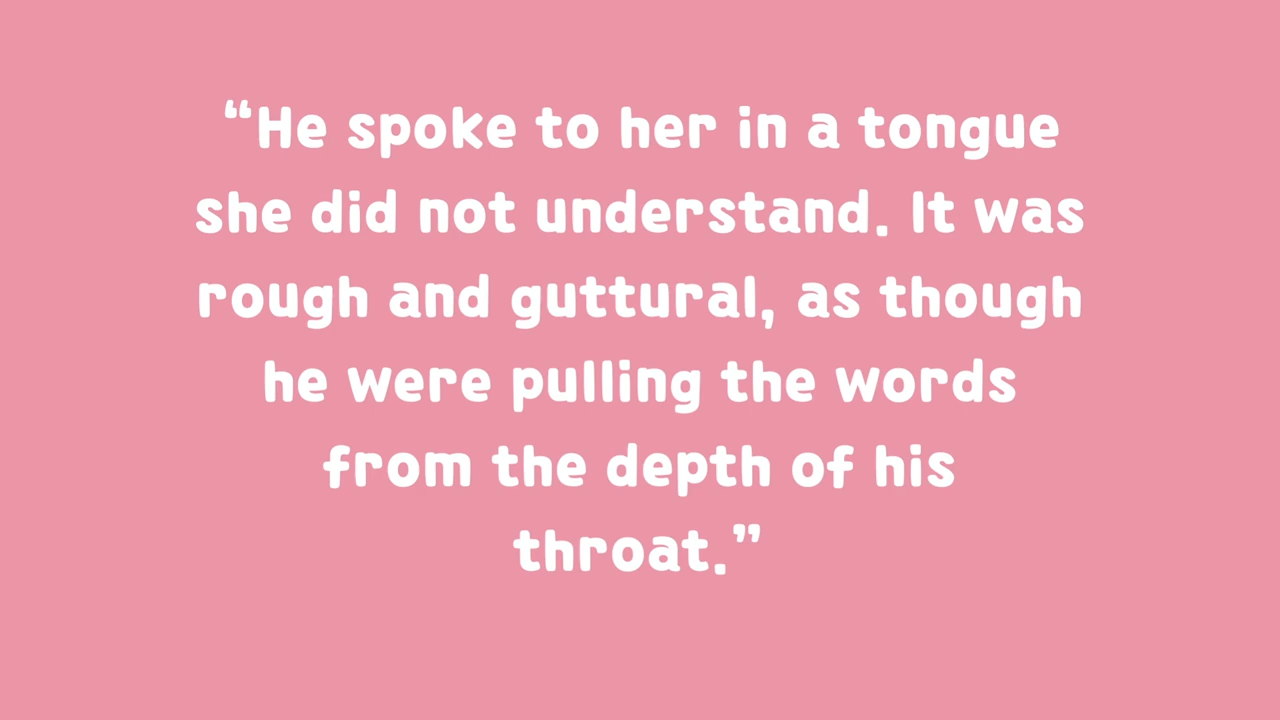 “He spoke to her in a tongue
she did not understand. It was
rough and guttural, as though
he were pulling the words
from the depth of his
throat.”